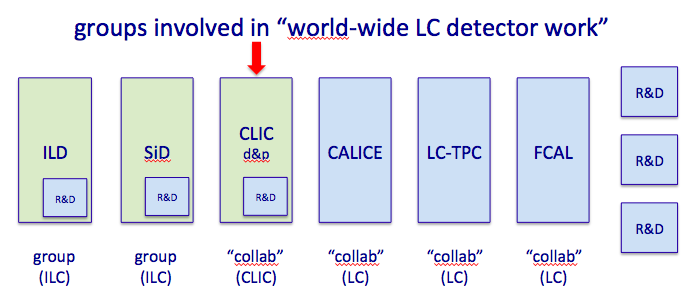 groups involved in “world-wide LC detector work”
ILD
R&D
SiD
R&D
CLIC
d&p
R&D
CALICE
LC-TPC
FCAL
R&D
R&D
R&D
group
(ILC)
group
(ILC)
“collab”
(CLIC)
“collab”
(LC)
“collab”
(LC)
“collab”
(LC)